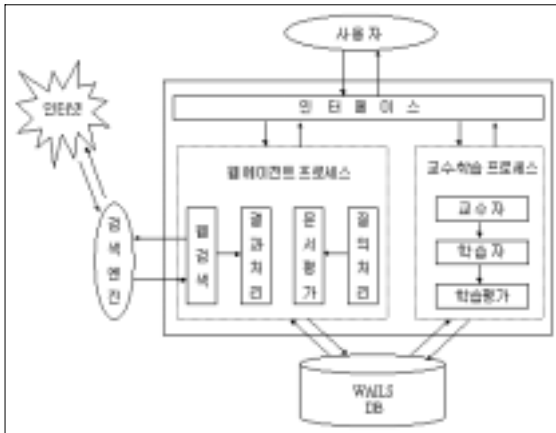 사용자
인터넷
인 터 페 이 스
웹 에이전트 프로세스
교수·학습 프로세스
검색엔진
웹검색
결과처리
문서평가
질의처리
교 수 자
학 습 자
학습평가
WAILS
DB